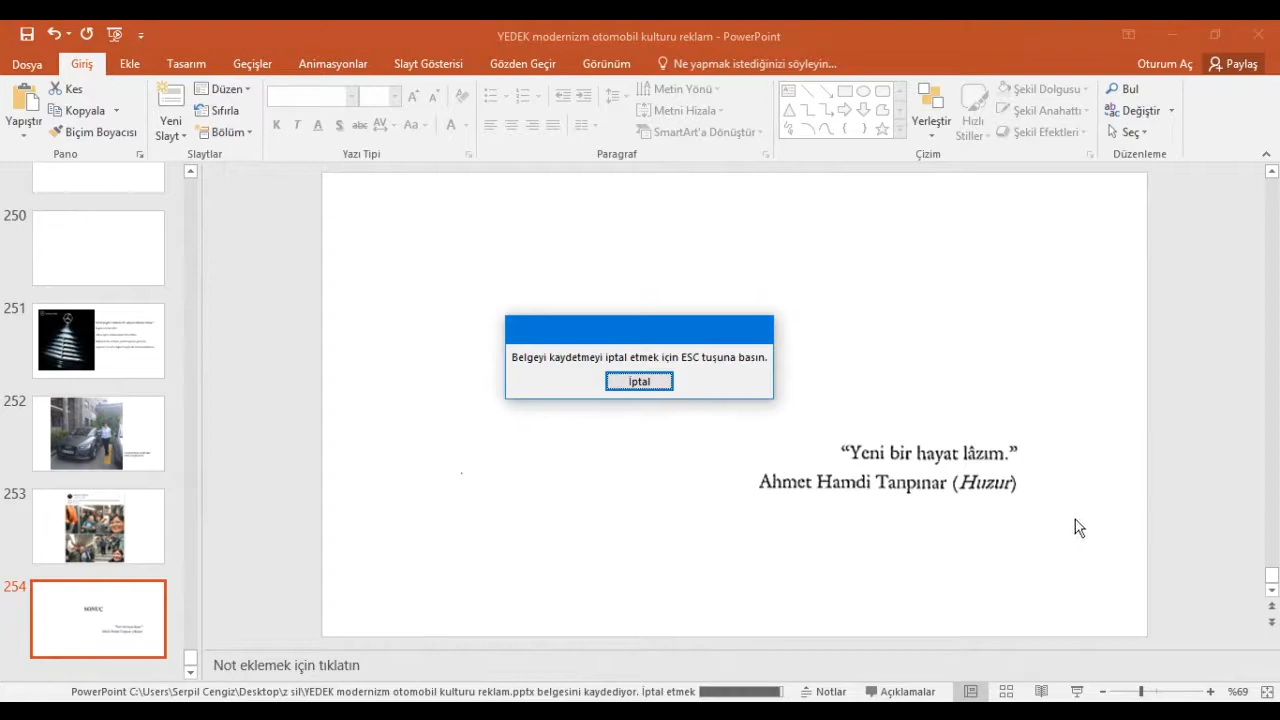 YEDEK modernizm otomobil kulturu reklam - PowerPoint
Dosya Giriş Ekle Tasarım Geçişler Animasyonlar Slayt Gösterisi Gözden Geçir Görünüm Ne yapmak istediğinizi söyleyin... Oturum Aç Paylaş
Yapıştır
Kes
Kopyala
Biçim Boyacısı
Pano
Yeni Slayt
Düzen
Sıfırla
Bölüm
Slaytlar
K T A S abc AV Aa A
Yazı Tipi
Metin Yönü
Metni Hizala
SmartArt'a Dönüştür
Paragraf
Yerleştir
Hızlı Stiller
Şekil Dolgusu
Şekil Anahattı
Şekil Efektleri
Çizim
Bul
Değiştir
Seç
Düzenleme
250
251
252
253
254
SONUÇ
Belgeyi kaydetmeyi iptal etmek için ESC tuşuna basın.
İptal
“Yeni bir hayat lâzım.”
Ahmet Hamdi Tanpınar (Huzur)
Not eklemek için tıklatın
PowerPoint C:\Users\Serpil Cengiz\Desktop\z sil\YEDEK modernizm otomobil kulturu reklam.pptx belgesini kaydediyor. İptal etmek
Notlar Açıklamalar %69